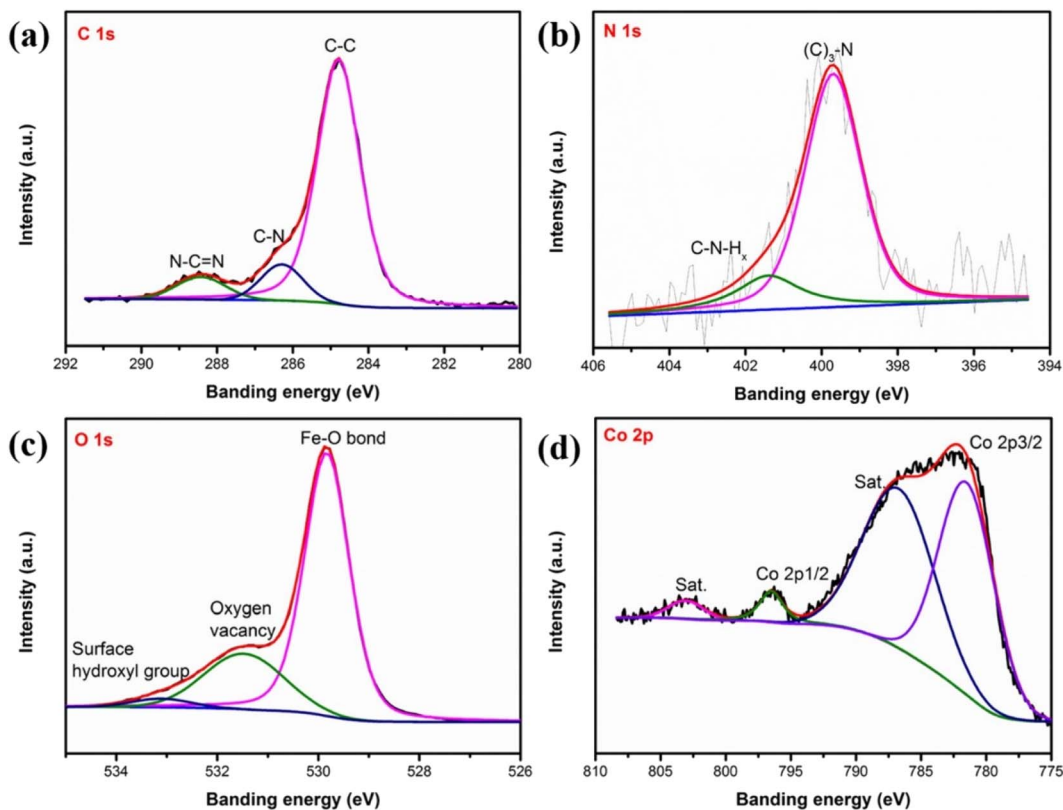 (a)
C 1s
C-C
C-N
N-C=N
Intensity (a.u.)
292 290 288 286 284 282 280
Banding energy (eV)
(b)
N 1s
(C)3-N
C-N-Hx
Intensity (a.u.)
406 404 402 400 398 396 394
Banding energy (eV)
(c)
O 1s
Fe-O bond
Oxygen
vacancy
Surface
hydroxyl group
Intensity (a.u.)
534 532 530 528 526
Banding energy (eV)
(d)
Co 2p
Co 2p3/2
Sat.
Co 2p1/2
Sat.
Intensity (a.u.)
810 805 800 795 790 785 780 775
Banding energy (eV)